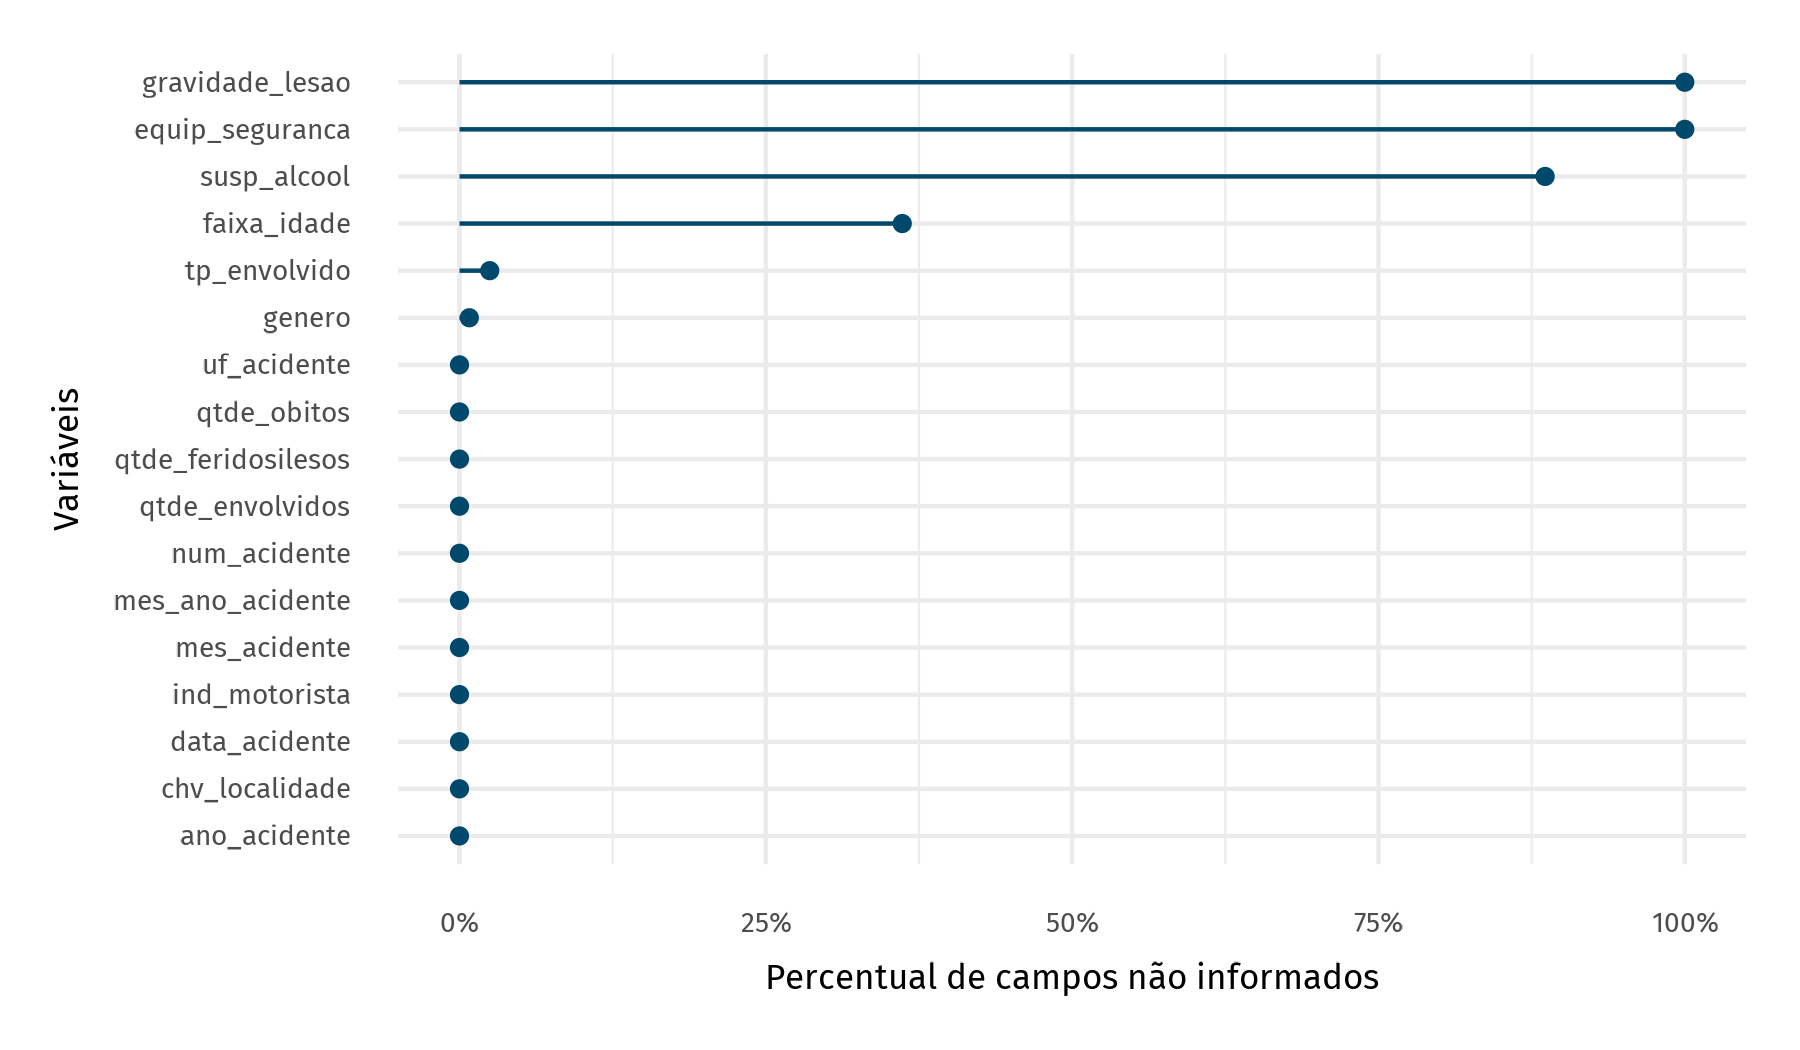 Variáveis
gravidade_lesao
equip_seguranca
susp_alcool
faixa_idade
tp_envolvido
genero
uf_acidente
qtde_obitos
qtde_feridosilesos
qtde_envolvidos
num_acidente
mes_ano_acidente
mes_acidente
ind_motorista
data_acidente
chv_localidade
ano_acidente
0% 25% 50% 75% 100%
Percentual de campos não informados